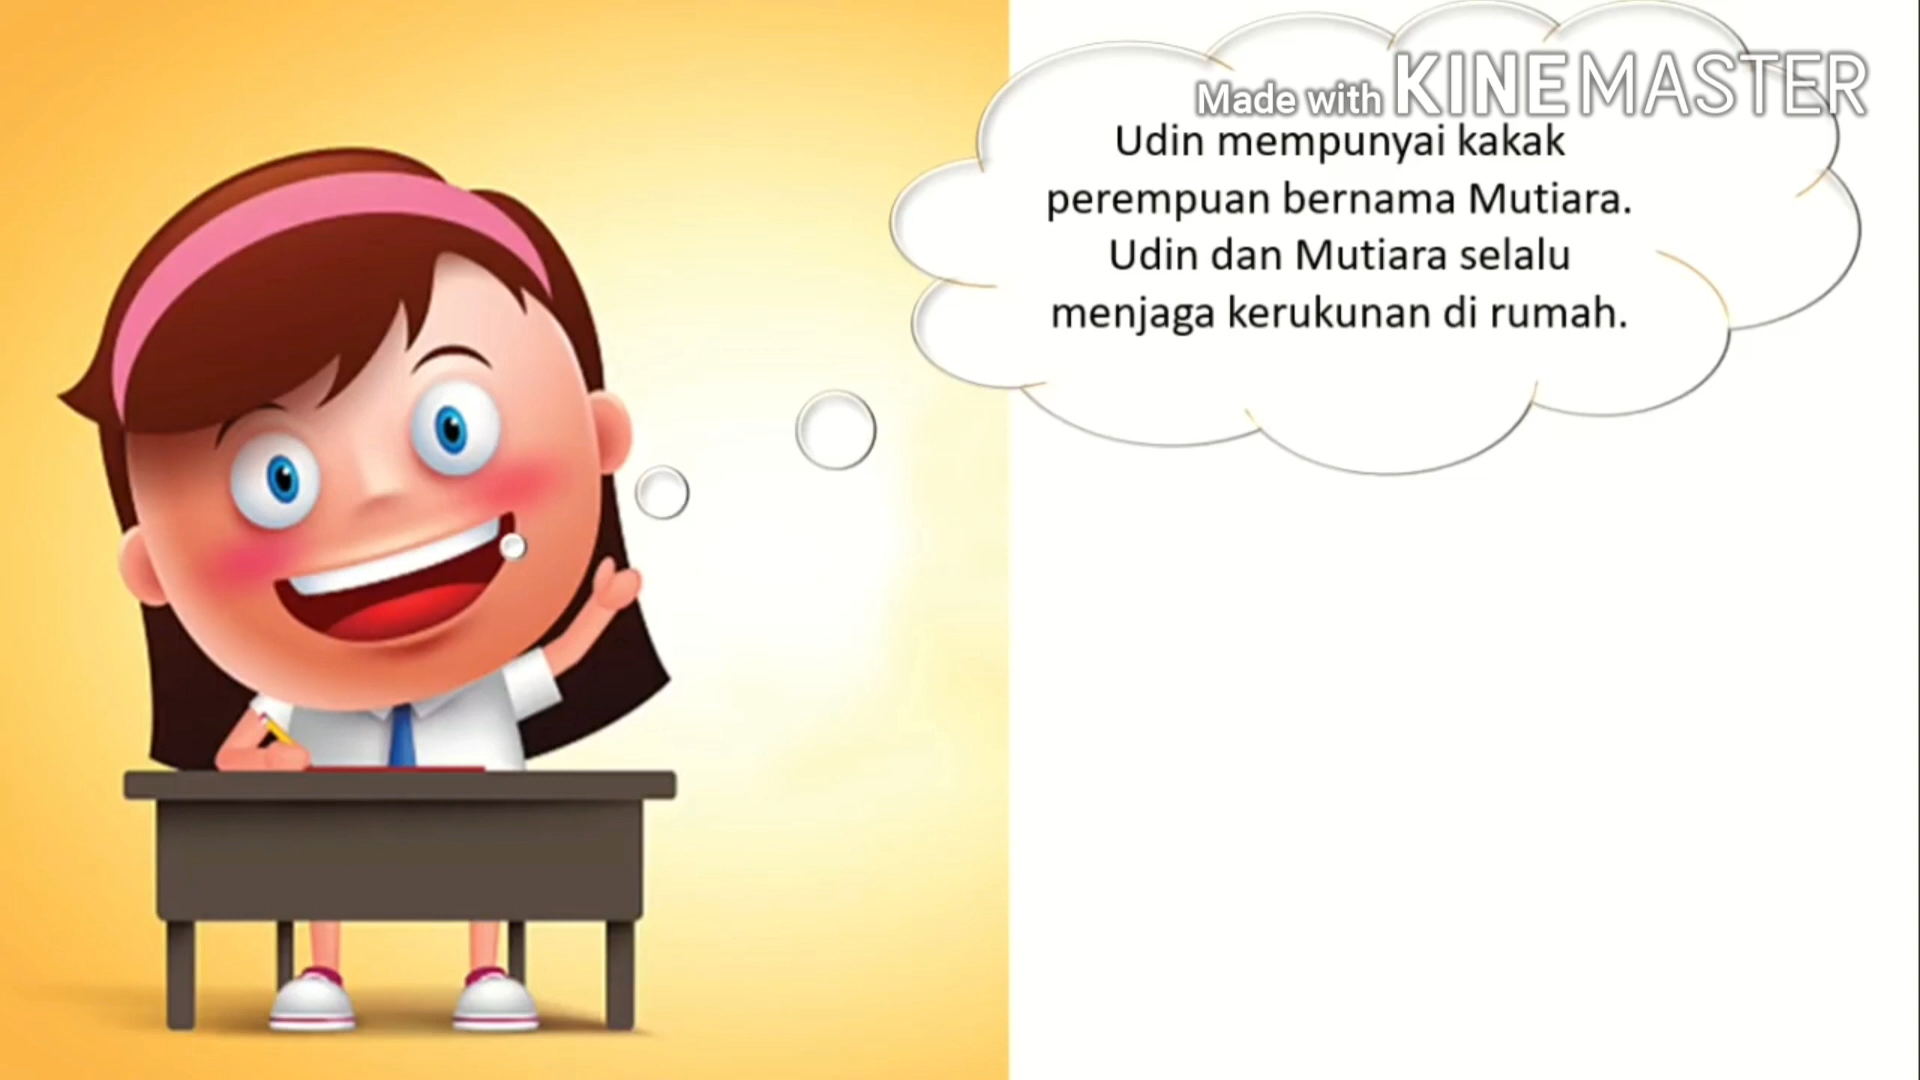 Made with KINEMASTER
Udin mempunyai kakak
perempuan bernama Mutiara.
Udin dan Mutiara selalu
menjaga kerukunan di rumah.